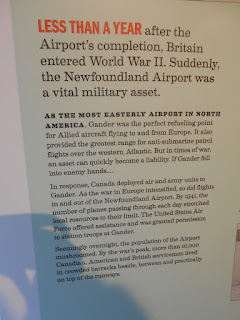 LESS THAN A YEAR after the
Airport's completion, Britain
entered World War II. Suddenly,
the Newfoundland Airport was
a vital military asset.
AS THE MOST EASTERLY AIRPORT IN NORTH
AMERICA, Gander was the perfect refueling point
for Allied aircraft flying to and from Europe. It also
provided the greatest range for anti-submarine patrol
flights over the western Atlantic. But in times of war,
an asset can quickly become a liability. If Gander fell
into enemy hands...
In response, Canada deployed air and army units to
Gander. As the war in Europe intensified, so did flights
in and out of the Newfoundland Airport. By 1941, the
number of planes passing through each day stretched
local resources to their limit. The United States Air
Force offered assistance and was granted permission
to station troops at Gander.
Seemingly overnight, the population of the Airport
mushroomed. By the war's peak, more than 10,000
Canadian, American and British servicemen lived
in crowded barracks beside, between and practically
on top of the runways.